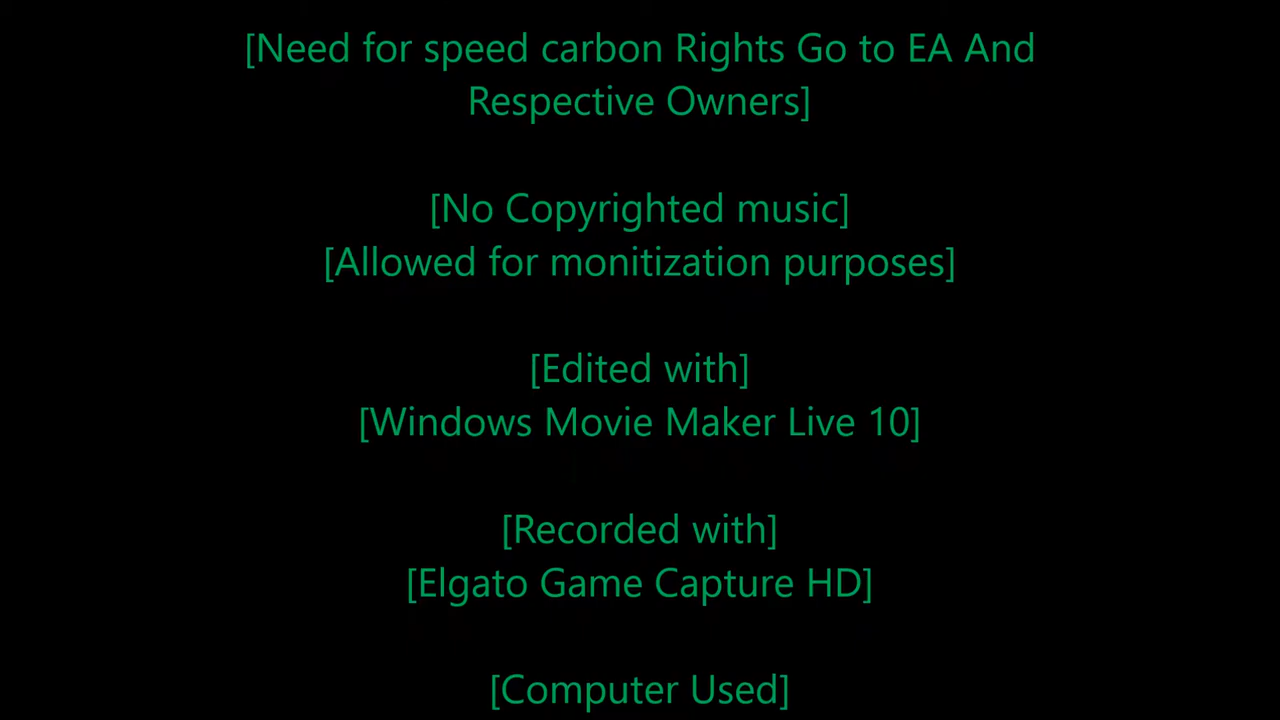 [Need for speed carbon Rights Go to EA And
Respective Owners]
[No Copyrighted music]
[Allowed for monitization purposes]
[Edited with]
[Windows Movie Maker Live 10]
[Recorded with]
[Elgato Game Capture HD]
[Computer Used]